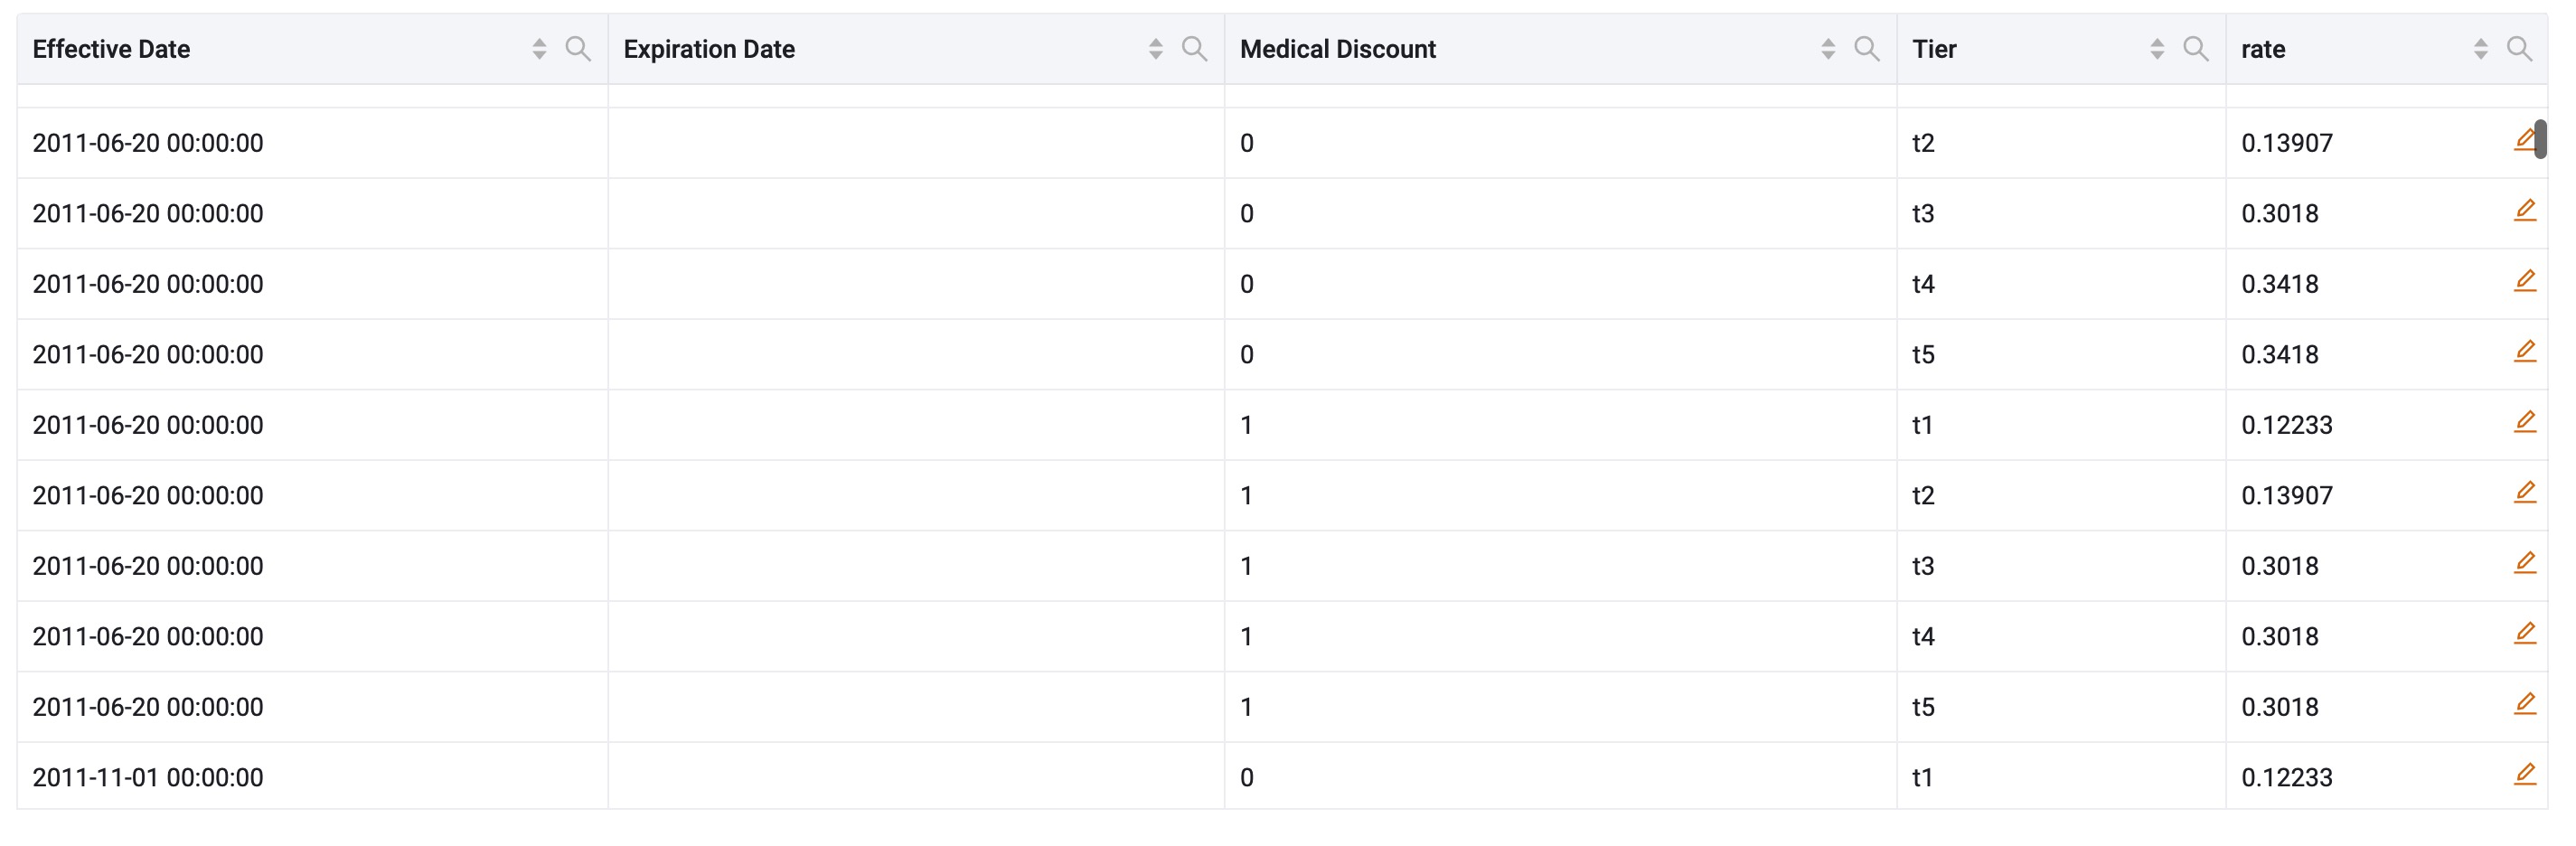 Effective Date Expiration Date Medical Discount Tier rate
2011-06-20 00:00:00 0 t2 0.13907
2011-06-20 00:00:00 0 t3 0.3018
2011-06-20 00:00:00 0 t4 0.3418
2011-06-20 00:00:00 0 t5 0.3418
2011-06-20 00:00:00 1 t1 0.12233
2011-06-20 00:00:00 1 t2 0.13907
2011-06-20 00:00:00 1 t3 0.3018
2011-06-20 00:00:00 1 t4 0.3018
2011-06-20 00:00:00 1 t5 0.3018
2011-11-01 00:00:00 0 t1 0.12233